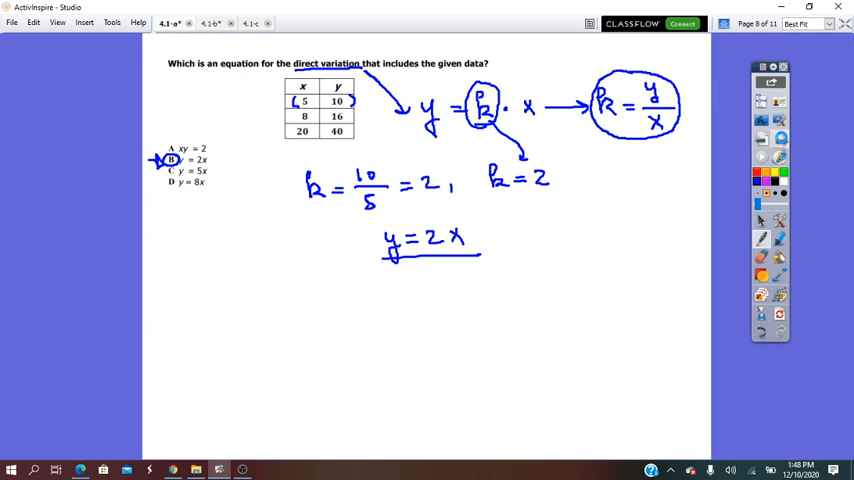 ActivInspire - Studio
File Edit View Insert Tools Help
4.1-a* 4.1-b* 4.1-c
CLASSFLOW Connect
Page 8 of 11 Best Fit
Which is an equation for the direct variation that includes the given data?
x y
5 10
8 16
20 40
y = k · x → k = y/x
A xy = 2
B y = 2x
C y = 5x
D y = 8x
k = 10/5 = 2, k = 2
y = 2x
1:48 PM
12/10/2020